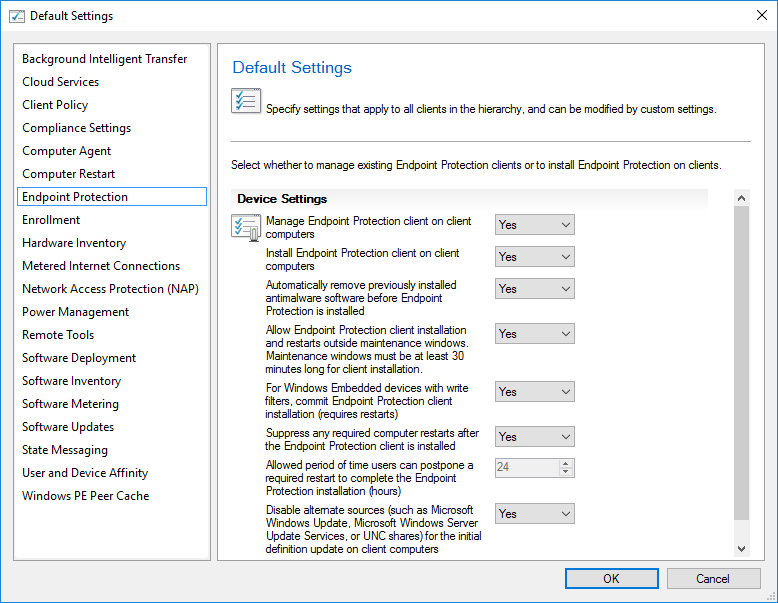 Default Settings
Background Intelligent Transfer
Cloud Services
Client Policy
Compliance Settings
Computer Agent
Computer Restart
Endpoint Protection
Enrollment
Hardware Inventory
Metered Internet Connections
Network Access Protection (NAP)
Power Management
Remote Tools
Software Deployment
Software Inventory
Software Metering
Software Updates
State Messaging
User and Device Affinity
Windows PE Peer Cache
Default Settings
Specify settings that apply to all clients in the hierarchy, and can be modified by custom settings.
Select whether to manage existing Endpoint Protection clients or to install Endpoint Protection on clients.
Device Settings
Manage Endpoint Protection client on client
computers
Yes
Install Endpoint Protection client on client
computers
Yes
Automatically remove previously installed
antimalware software before Endpoint
Protection is installed
Yes
Allow Endpoint Protection client installation
and restarts outside maintenance windows.
Maintenance windows must be at least 30
minutes long for client installation.
Yes
For Windows Embedded devices with write
filters, commit Endpoint Protection client
installation (requires restarts)
Yes
Suppress any required computer restarts after
the Endpoint Protection client is installed
Yes
Allowed period of time users can postpone a
required restart to complete the Endpoint
Protection installation (hours)
24
Disable alternate sources (such as Microsoft
Windows Update, Microsoft Windows Server
Update Services, or UNC shares) for the initial
definition update on client computers
Yes
OK
Cancel